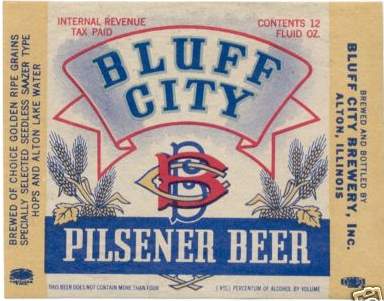 INTERNAL REVENUE
TAX PAID
CONTENTS 12
FLUID OZ.
BLUFF
CITY
BCB
PILSENER BEER
THIS BEER DOES NOT CONTAIN MORE THAN FOUR
(4%) PERCENTUM OF ALCOHOL BY VOLUME
BREWED OF CHOICE GOLDEN RIPE GRAINS
SPECIALLY SELECTED SEEDLESS SAAZER TYPE
HOPS AND ALTON LAKE WATER
BREWED AND BOTTLED BY
BLUFF CITY BREWERY, Inc.
ALTON, ILLINOIS